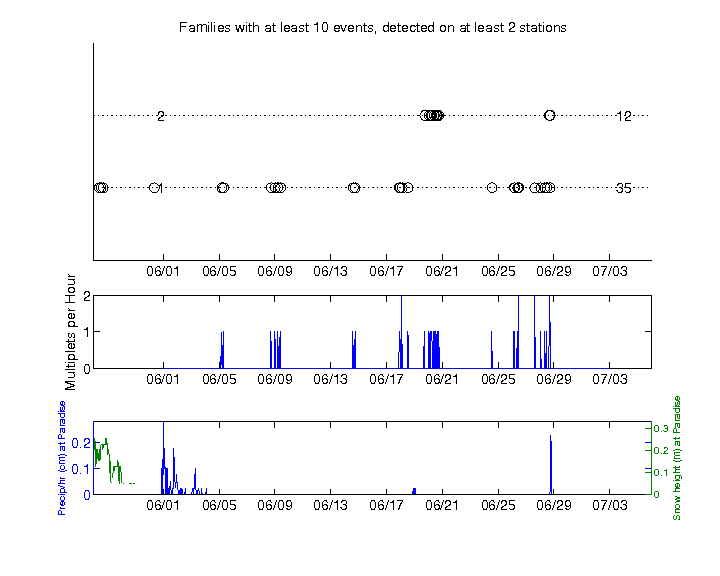 Families with at least 10 events, detected on at least 2 stations
2 12
1 35
06/01 06/05 06/09 06/13 06/17 06/21 06/25 06/29 07/03
Multiplets per Hour
2
1
0
06/01 06/05 06/09 06/13 06/17 06/21 06/25 06/29 07/03
Precip/hr (cm) at Paradise
0.2
0.1
0
0.3
0.2
0.1
0
Snow height (m) at Paradise
06/01 06/05 06/09 06/13 06/17 06/21 06/25 06/29 07/03